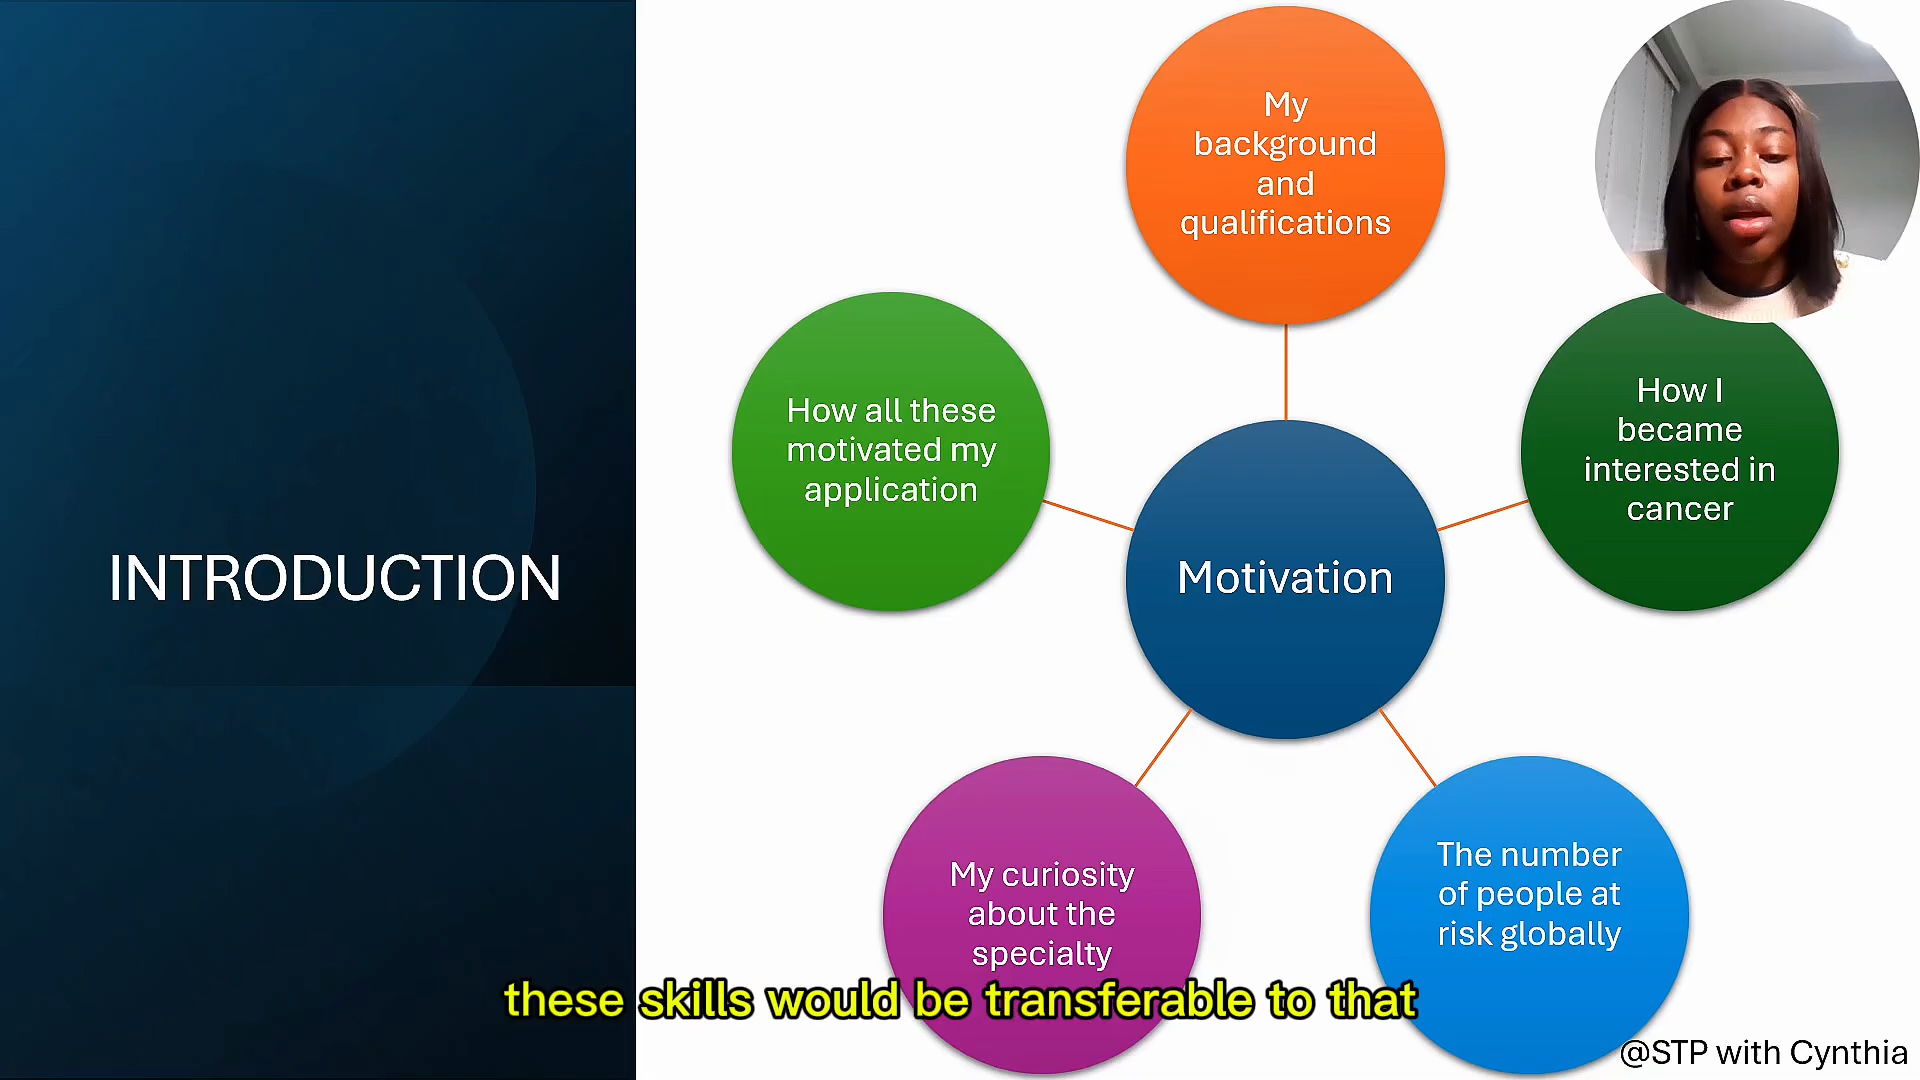 INTRODUCTION
My
background
and
qualifications
How I
became
interested in
cancer
The number
of people at
risk globally
My curiosity
about the
specialty
How all these
motivated my
application
Motivation
these skills would be transferable to that
@STP with Cynthia